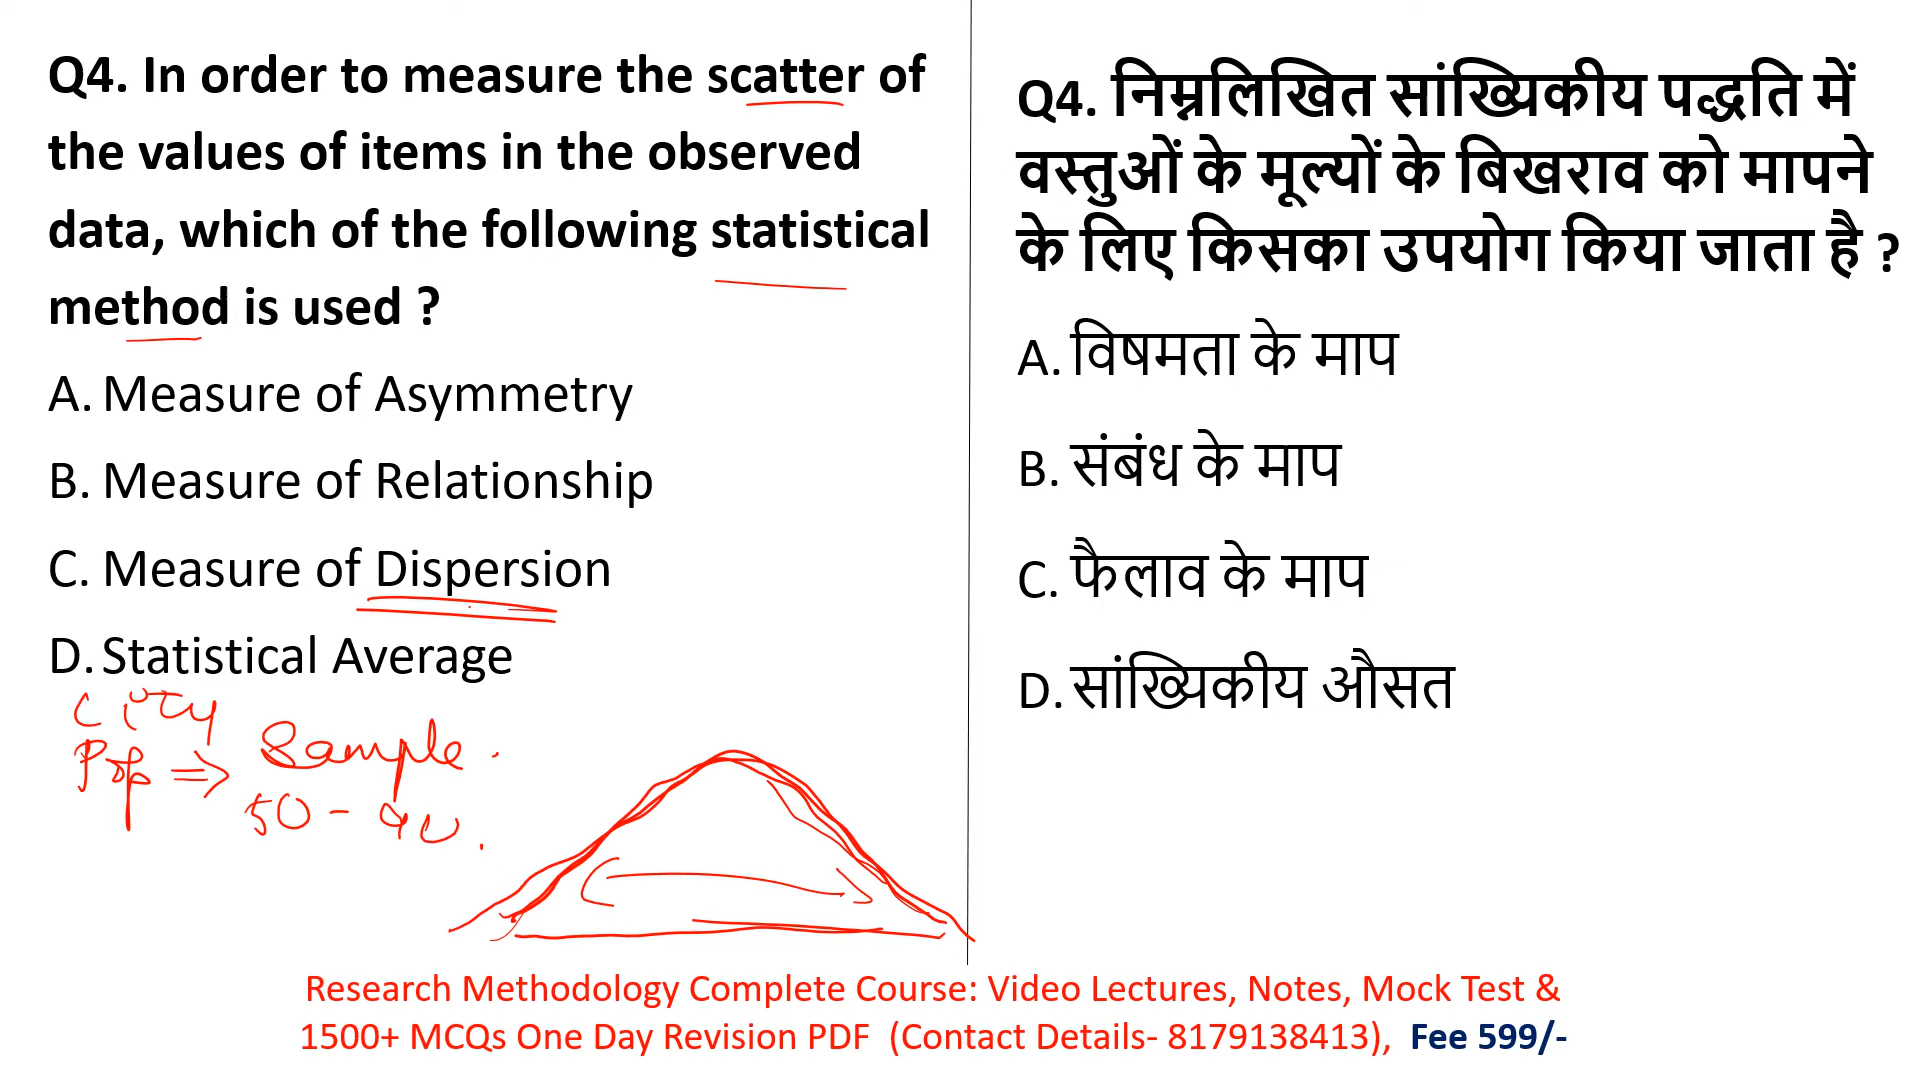 Q4. In order to measure the scatter of
the values of items in the observed
data, which of the following statistical
method is used ?
A. Measure of Asymmetry
B. Measure of Relationship
C. Measure of Dispersion
D. Statistical Average
City
Pop ⇒ Sample.
50 - 90.
Q4. निम्नलिखित सांख्यिकीय पद्धति में
वस्तुओं के मूल्यों के बिखराव को मापने
के लिए किसका उपयोग किया जाता है ?
A. विषमता के माप
B. संबंध के माप
C. फैलाव के माप
D. सांख्यिकीय औसत
Research Methodology Complete Course: Video Lectures, Notes, Mock Test &
1500+ MCQs One Day Revision PDF (Contact Details- 8179138413), Fee 599/-